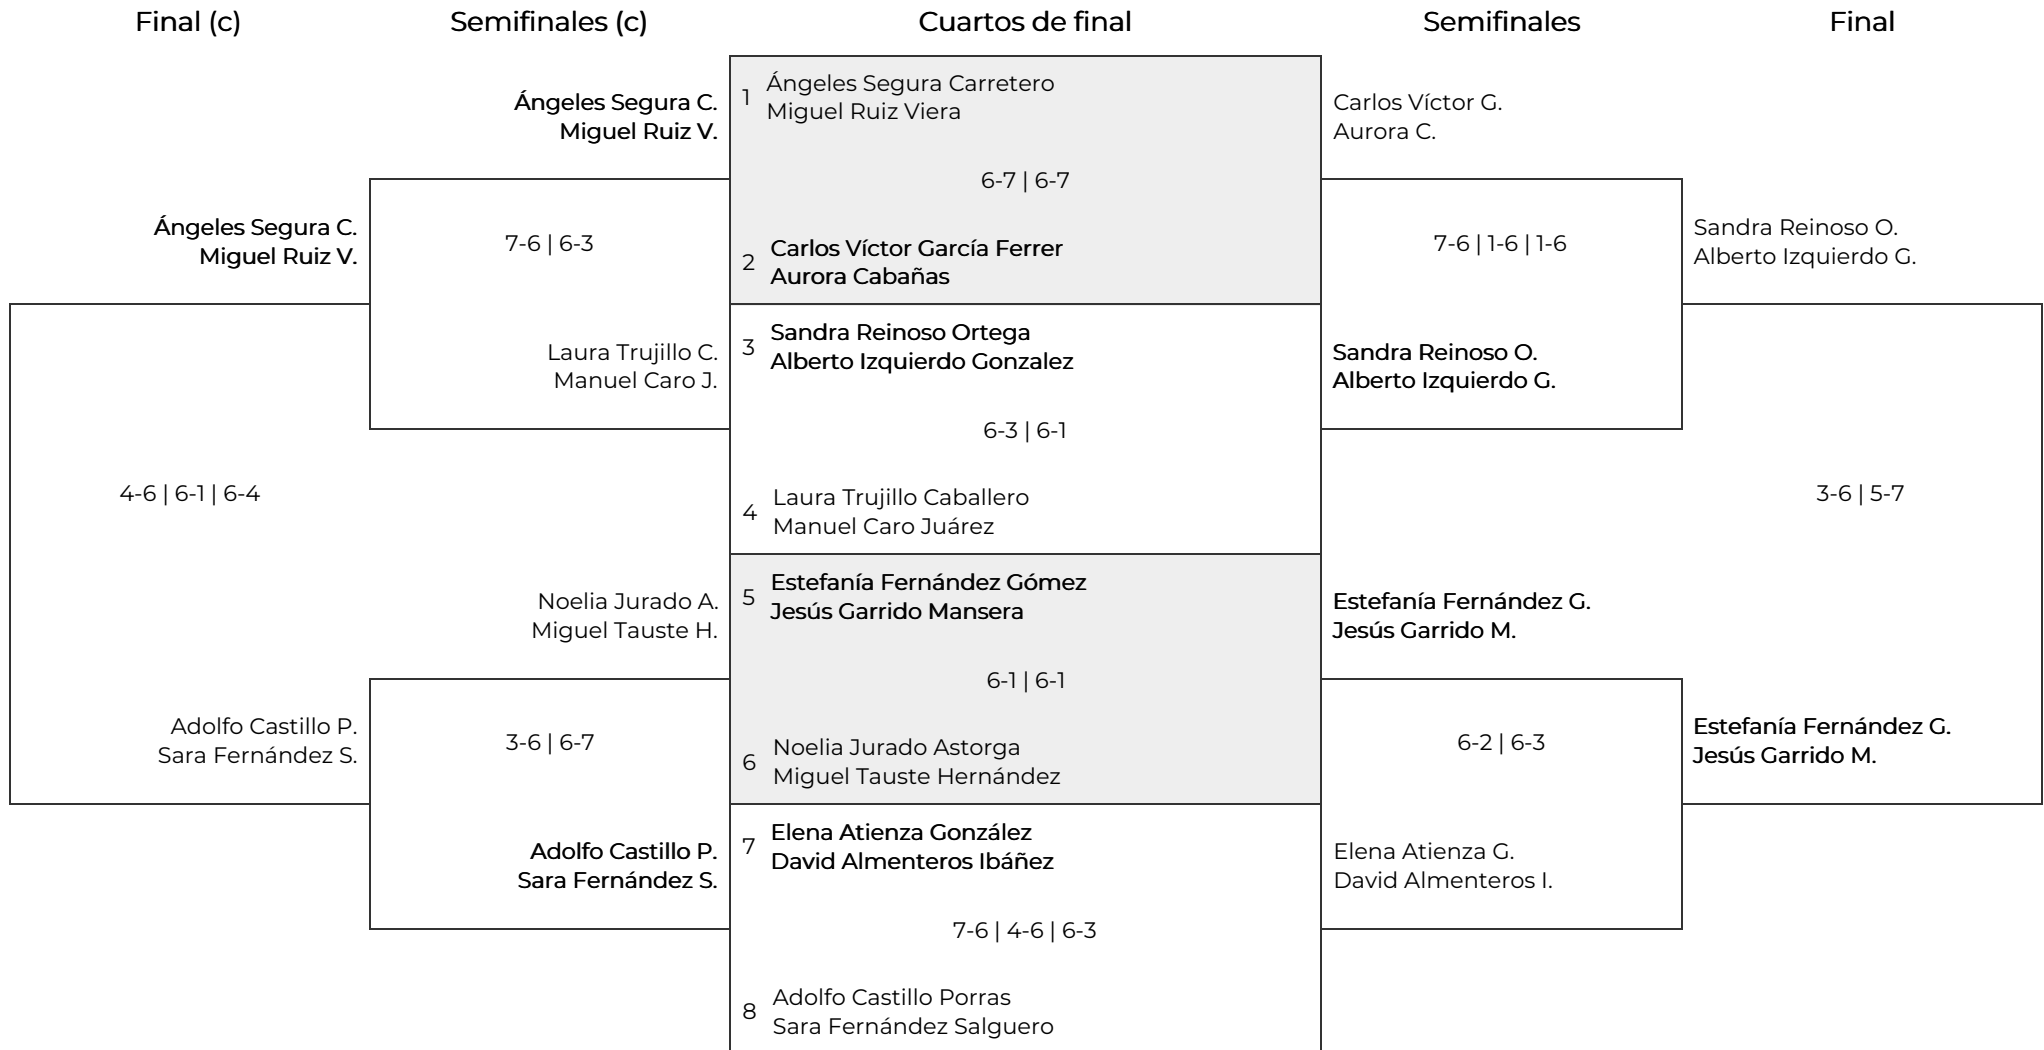 Final (c)
Semifinales (c)
Cuartos de final
Semifinales
Final
Ángeles Segura C.
Miguel Ruiz V.
7-6 | 6-3
Laura Trujillo C.
Manuel Caro J.
Ángeles Segura C.
Miguel Ruiz V.
4-6 | 6-1 | 6-4
Adolfo Castillo P.
Sara Fernández S.
Noelia Jurado A.
Miguel Tauste H.
3-6 | 6-7
Adolfo Castillo P.
Sara Fernández S.
1
Ángeles Segura Carretero
Miguel Ruiz Viera
6-7 | 6-7
2
Carlos Víctor García Ferrer
Aurora Cabañas
3
Sandra Reinoso Ortega
Alberto Izquierdo Gonzalez
6-3 | 6-1
4
Laura Trujillo Caballero
Manuel Caro Juárez
5
Estefanía Fernández Gómez
Jesús Garrido Mansera
6-1 | 6-1
6
Noelia Jurado Astorga
Miguel Tauste Hernández
7
Elena Atienza González
David Almenteros Ibáñez
7-6 | 4-6 | 6-3
8
Adolfo Castillo Porras
Sara Fernández Salguero
Carlos Víctor G.
Aurora C.
7-6 | 1-6 | 1-6
Sandra Reinoso O.
Alberto Izquierdo G.
Estefanía Fernández G.
Jesús Garrido M.
6-2 | 6-3
Elena Atienza G.
David Almenteros I.
Sandra Reinoso O.
Alberto Izquierdo G.
3-6 | 5-7
Estefanía Fernández G.
Jesús Garrido M.